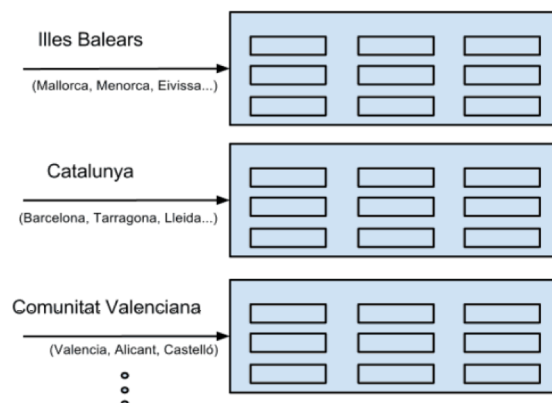 Illes Balears
(Mallorca, Menorca, Eivissa...)
Catalunya
(Barcelona, Tarragona, Lleida...)
Comunitat Valenciana
(Valencia, Alicant, Castelló)